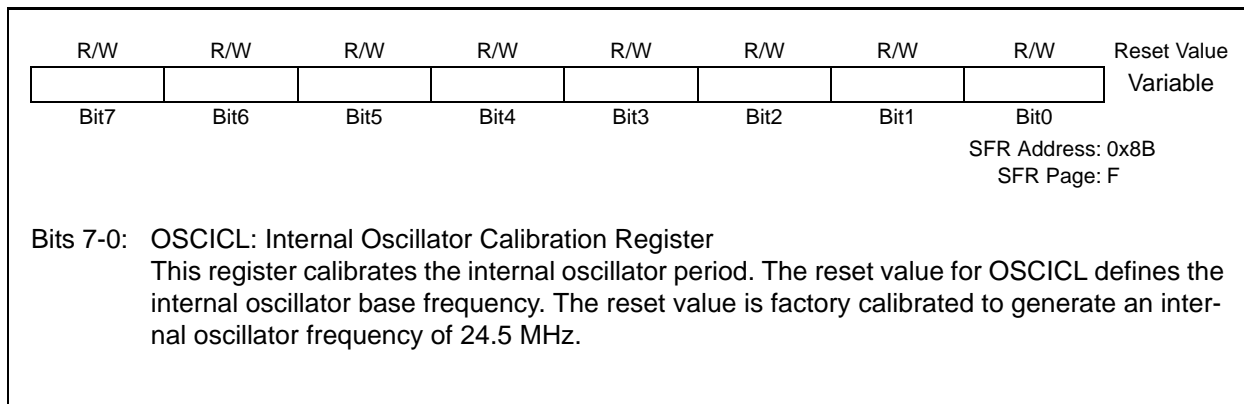 R/W R/W R/W R/W R/W R/W R/W R/W Reset Value
Variable
Bit7 Bit6 Bit5 Bit4 Bit3 Bit2 Bit1 Bit0
SFR Address: 0x8B
SFR Page: F
Bits 7-0: OSCICL: Internal Oscillator Calibration Register
This register calibrates the internal oscillator period. The reset value for OSCICL defines the
internal oscillator base frequency. The reset value is factory calibrated to generate an inter-
nal oscillator frequency of 24.5 MHz.